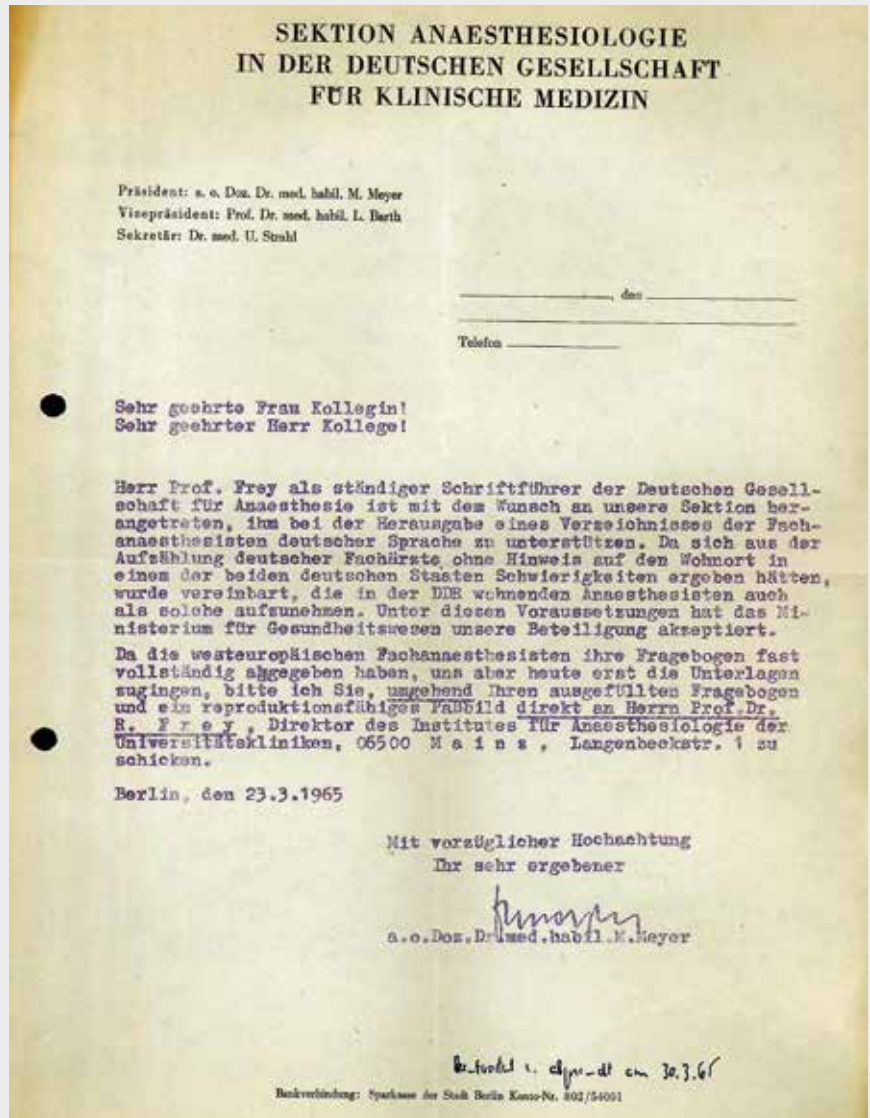 SEKTION ANAESTHESIOLOGIE
IN DER DEUTSCHEN GESELLSCHAFT
FÜR KLINISCHE MEDIZIN
Präsident: a. o. Doz. Dr. med. habil. M. Meyer
Vizepräsident: Prof. Dr. med. habil. L. Barth
Sekretär: Dr. med. U. Strahl
, den
Telefon
Sehr geehrte Frau Kollegin!
Sehr geehrter Herr Kollege!
Herr Prof. Frey als ständiger Schriftführer der Deutschen Gesell-
schaft für Anaesthesie ist mit dem Wunsch an unsere Sektion her-
angetreten, ihm bei der Herausgabe eines Verzeichnisses der Fach-
anaesthesisten deutscher Sprache zu unterstützen. Da sich aus der
Aufzählung deutscher Fachärzte ohne Hinweis auf den Wohnort in
einem der beiden deutschen Staaten Schwierigkeiten ergeben hätten,
wurde vereinbart, die in der DDR wohnenden Anaesthesisten auch
als solche aufzunehmen. Unter diesen Voraussetzungen hat das Mi-
nisterium für Gesundheitswesen unsere Beteiligung akzeptiert.
Da die westeuropäischen Fachanaesthesisten ihre Fragebogen fast
vollständig abgegeben haben, uns aber heute erst die Unterlagen
zugingen, bitte ich Sie, umgehend Ihren ausgefüllten Fragebogen
und ein reproduktionsfähiges Paßbild direkt an Herrn Prof.Dr.
R. F r e y , Direktor des Institutes für Anaesthesiologie der
Universitätskliniken, 06500 M a i n z , Langenbeckstr. 1 zu
schicken.
Berlin, den 23.3.1965
Mit vorzüglicher Hochachtung
Ihr sehr ergebener
a.o.Doz.Dr.med.habil.M.Meyer
am 30.3.65
Bankverbindung: Sparkasse der Stadt Berlin Konto-Nr. 802/54001